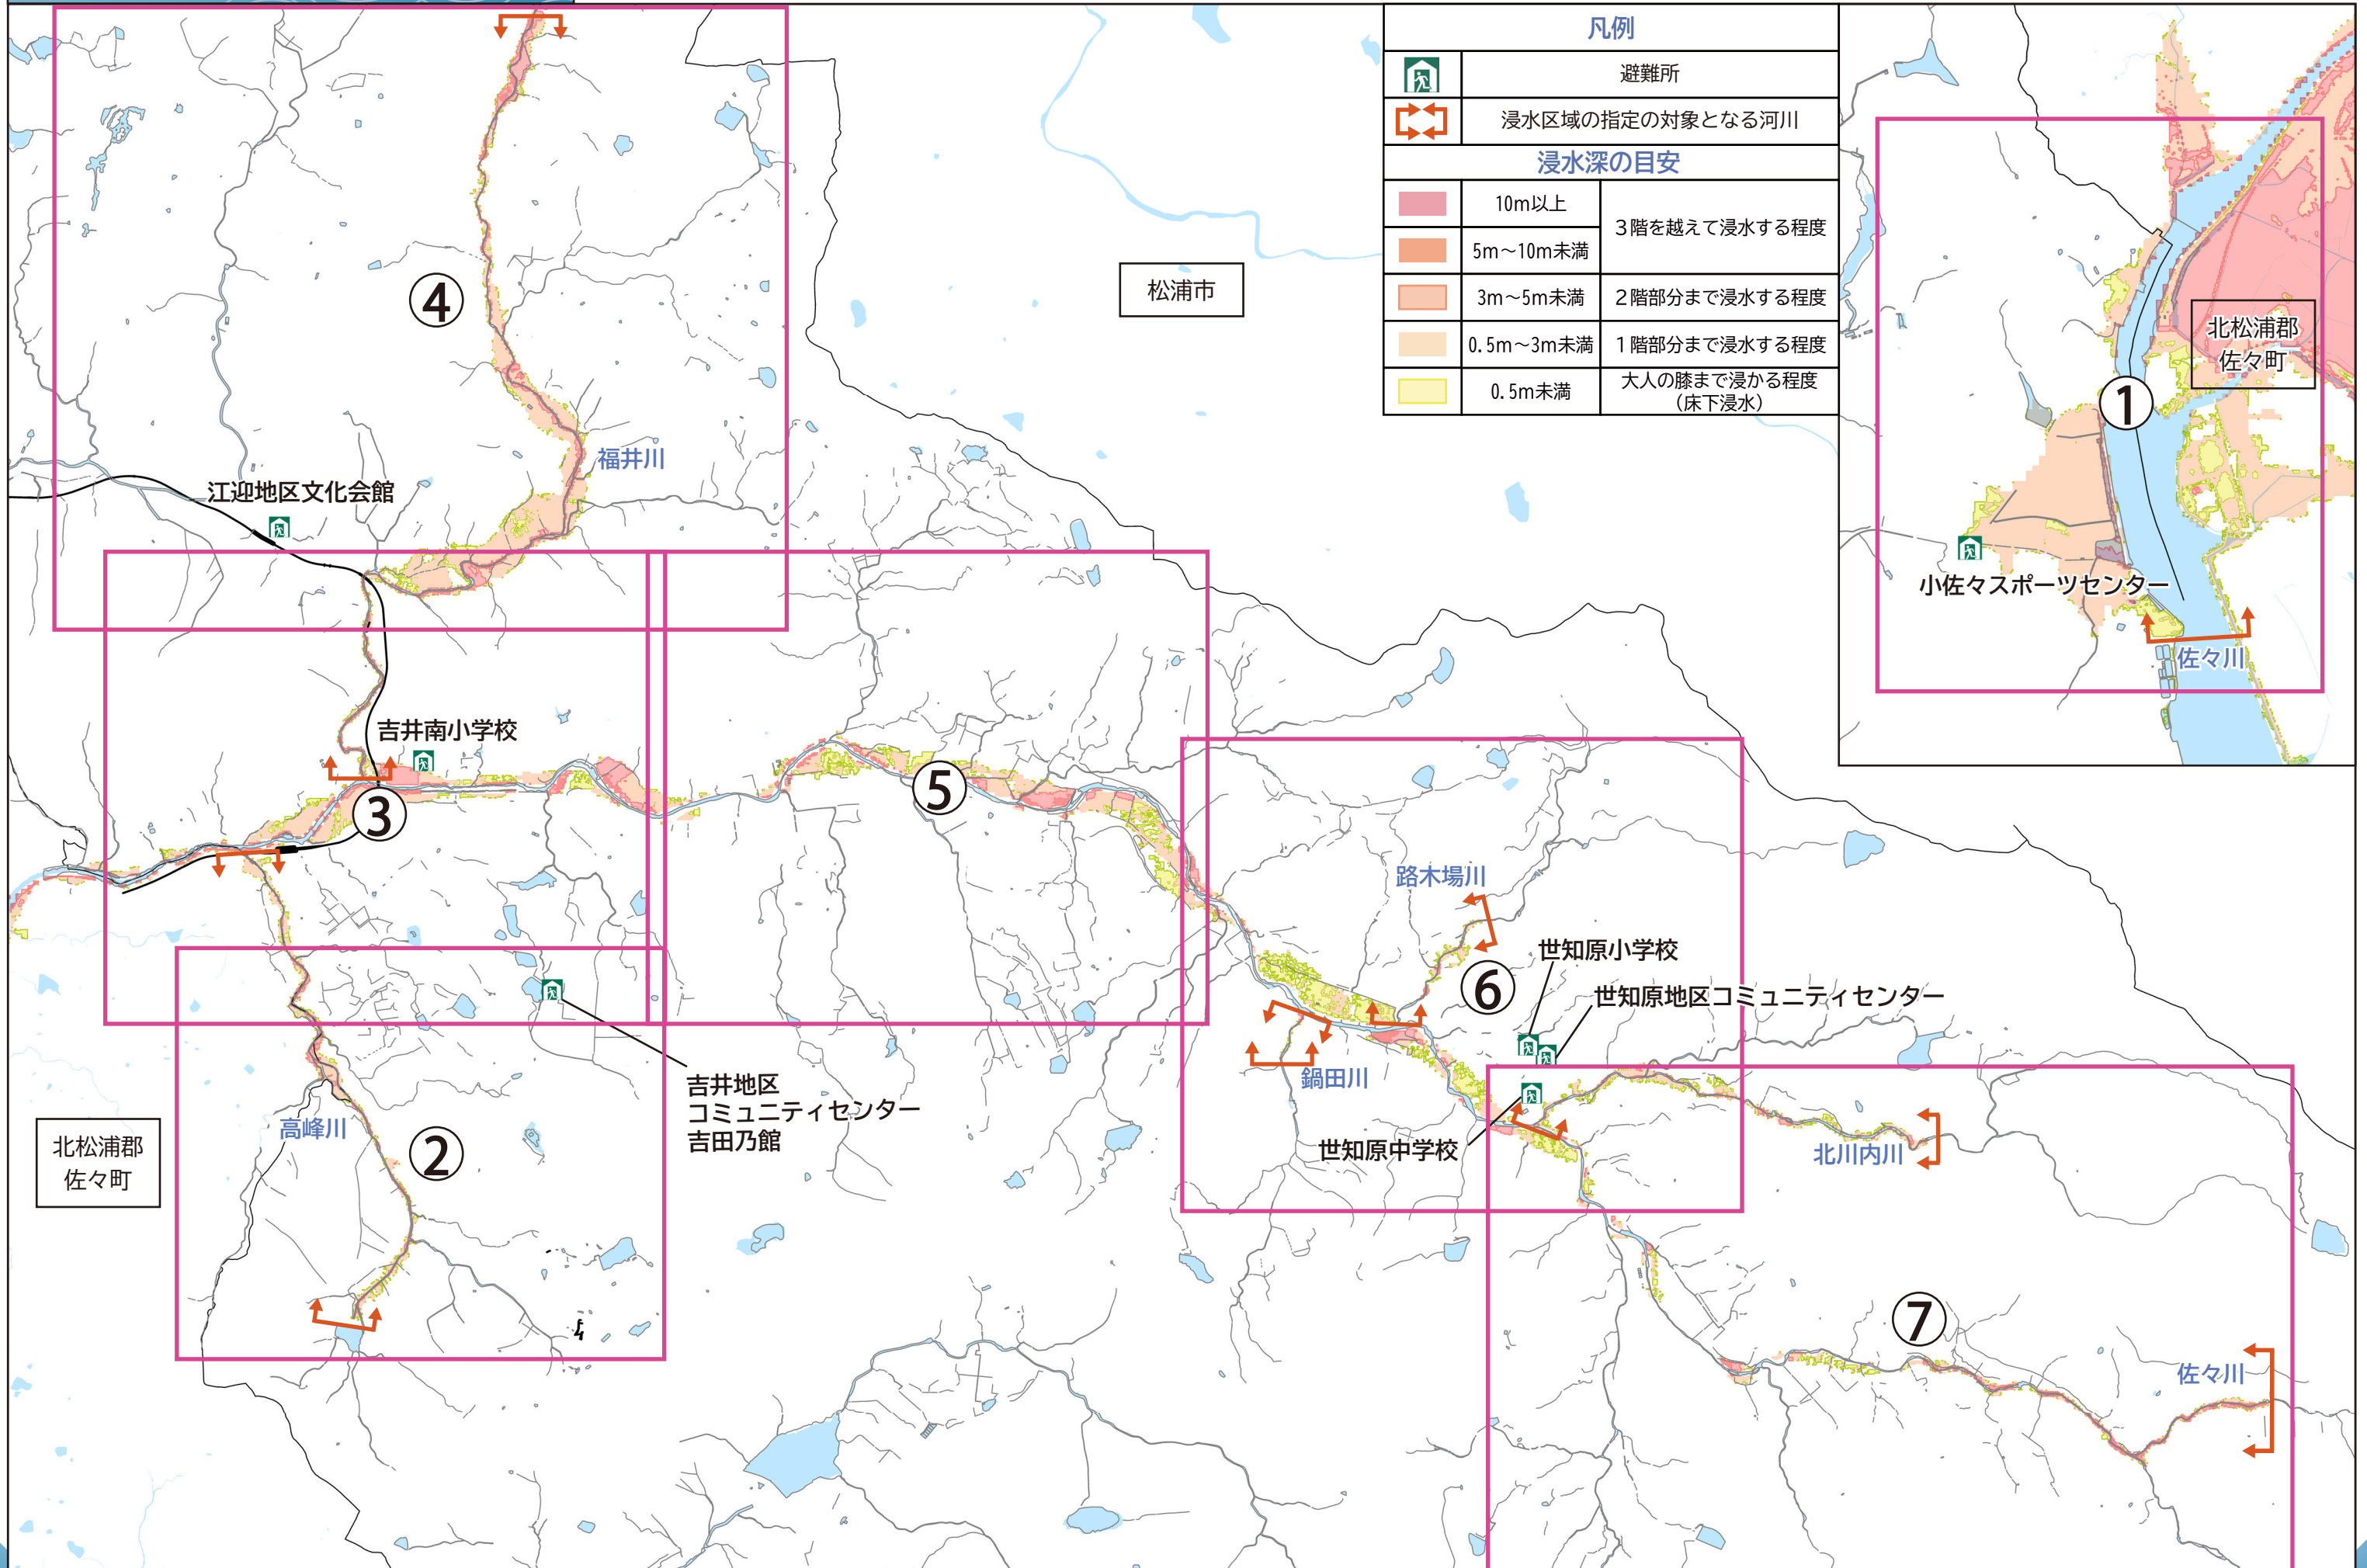 凡例
避難所
浸水区域の指定の対象となる河川
浸水深の目安
10m以上
3階を越えて浸水する程度
5m～10m未満
3m～5m未満
2階部分まで浸水する程度
0.5m～3m未満
1階部分まで浸水する程度
0.5m未満
大人の膝まで浸かる程度
（床下浸水）
松浦市
④
福井川
江迎地区文化会館
北松浦郡
佐々町
①
小佐々スポーツセンター
佐々川
吉井南小学校
③
⑤
路木場川
⑥
世知原小学校
世知原地区コミュニティセンター
鍋田川
世知原中学校
北川内川
吉井地区
コミュニティセンター
吉田乃館
北松浦郡
佐々町
高峰川
②
⑦
佐々川